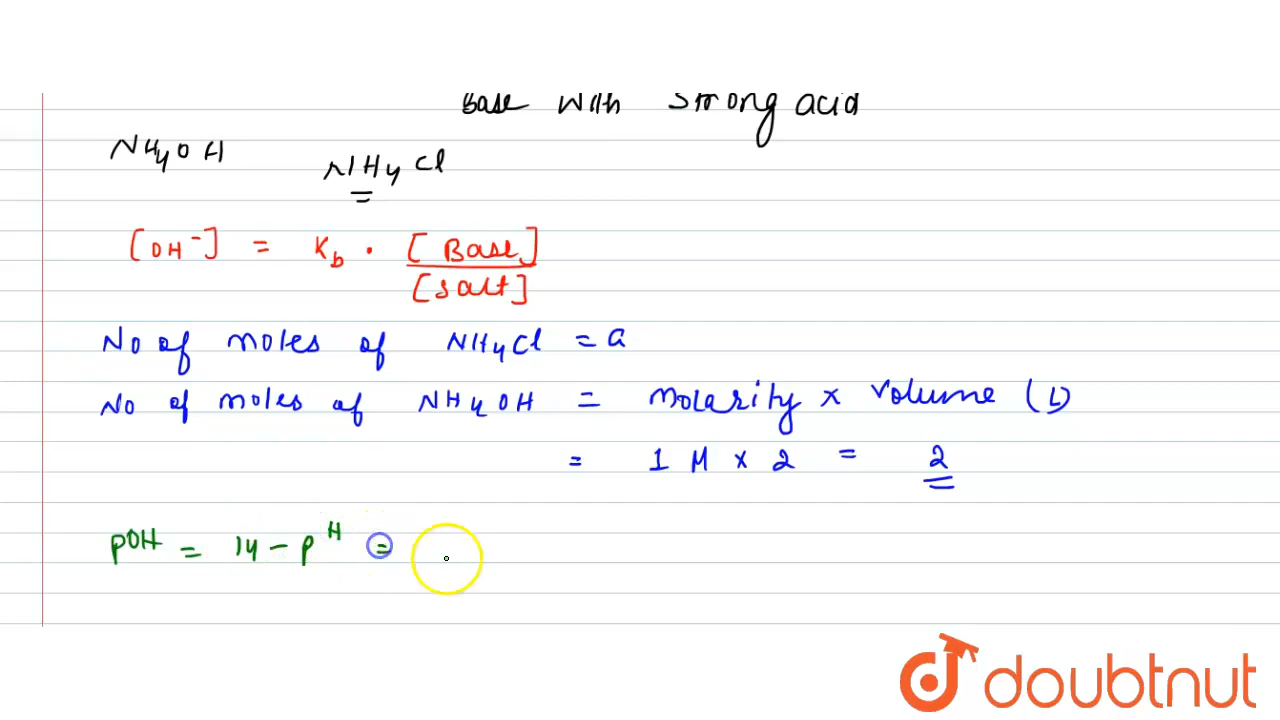 Base with strong acid
NH4OH
NH4Cl
[OH-] = Kb · [Base]
[salt]
No of moles of NH4Cl = a
No of moles of NH4OH = molarity x volume (L)
= 1 M x 2 = 2
pOH = 14 - pH =
doubtnut